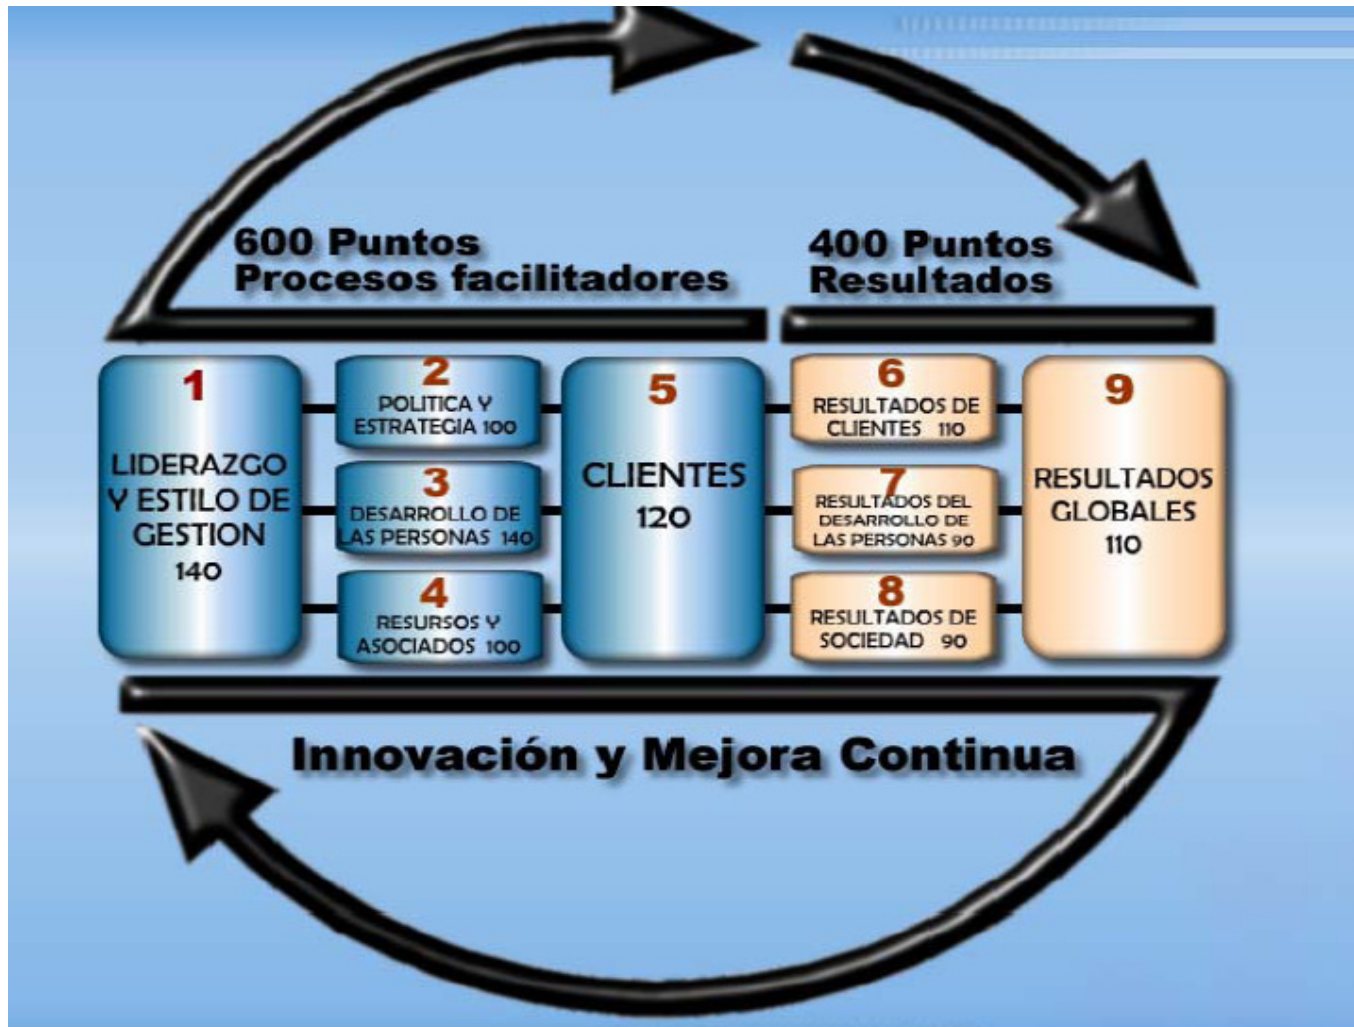 600 Puntos
Procesos facilitadores
400 Puntos
Resultados
1
LIDERAZGO
Y ESTILO DE
GESTION
140
2
POLITICA Y
ESTRATEGIA 100
3
DESARROLLO DE
LAS PERSONAS 140
4
RESURSOS Y
ASOCIADOS 100
5
CLIENTES
120
6
RESULTADOS DE
CLIENTES 110
7
RESULTADOS DEL
DESARROLLO DE
LAS PERSONAS 90
8
RESULTADOS DE
SOCIEDAD 90
9
RESULTADOS
GLOBALES
110
Innovación y Mejora Continua